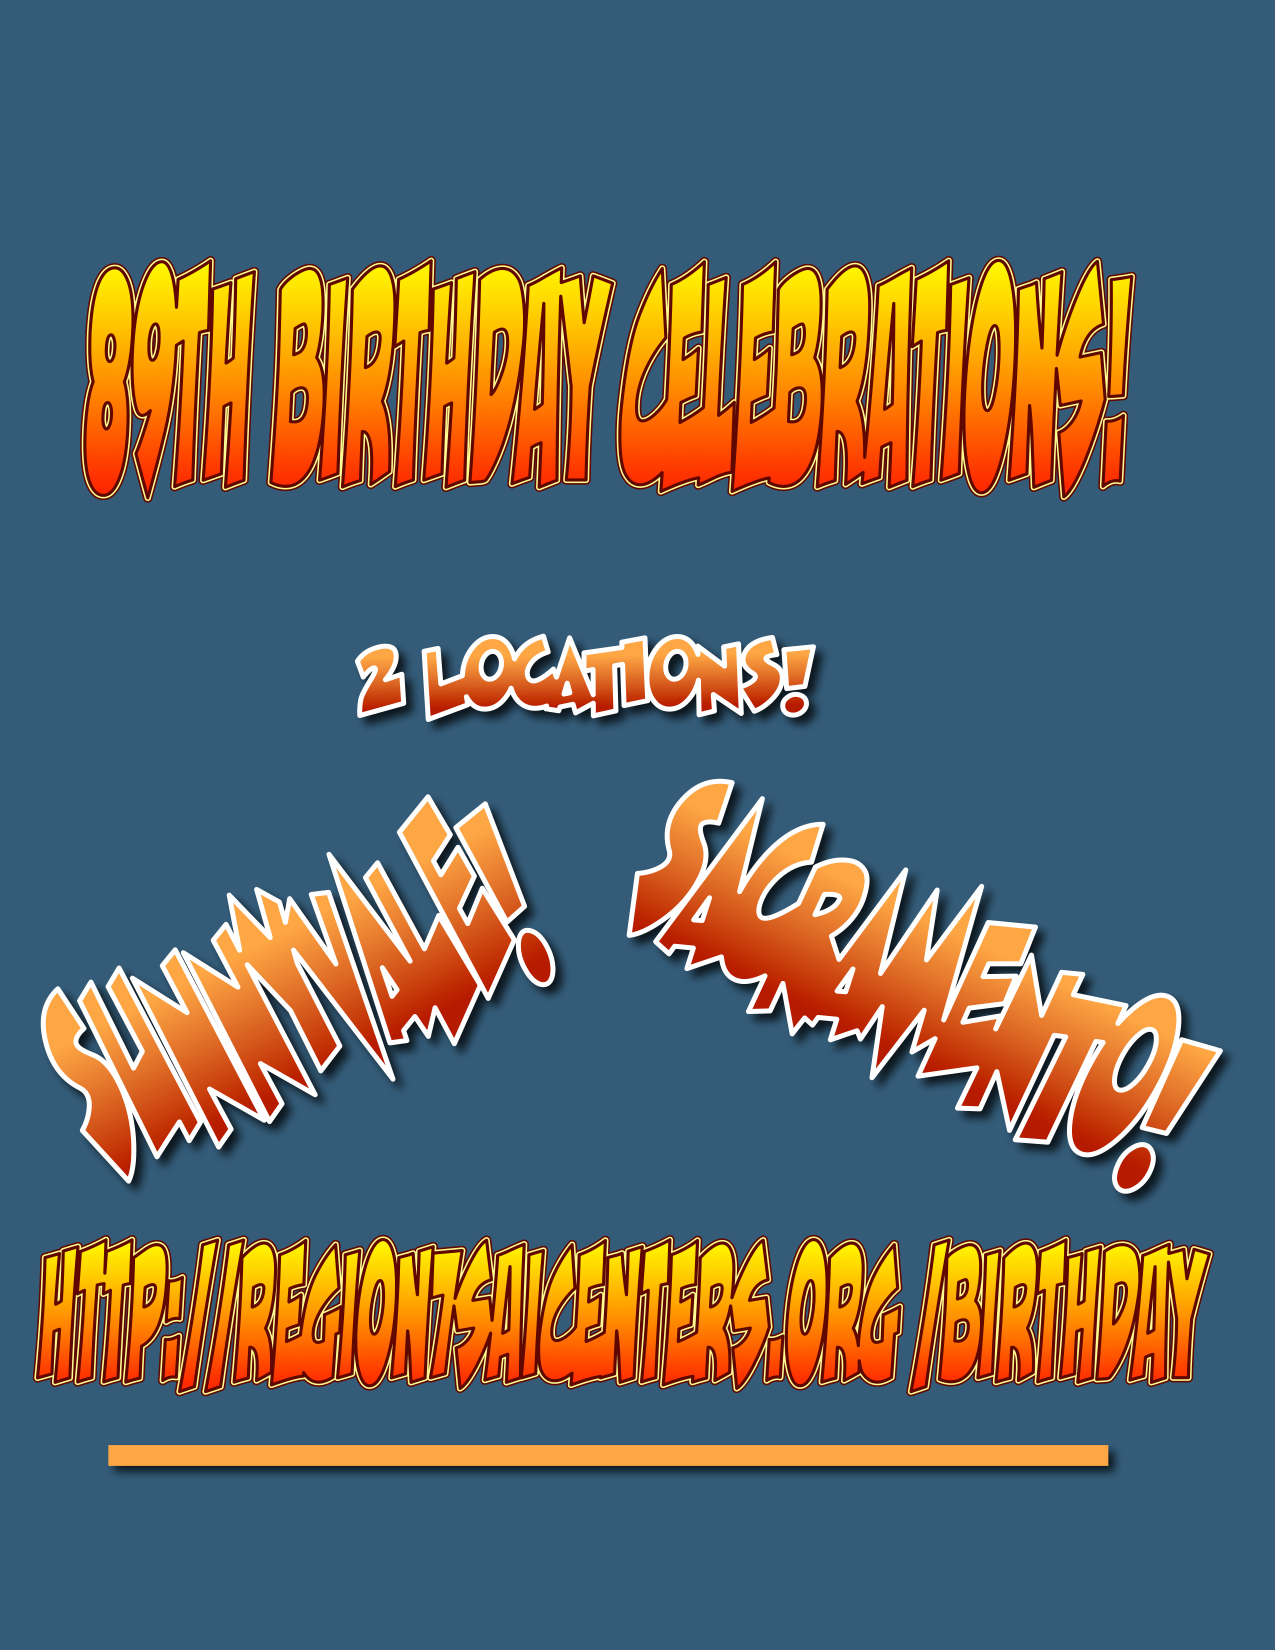 89TH BIRTHDAY CELEBRATIONS!
2 LOCATIONS!
SUNNYVALE!
SACRAMENTO!
HTTP://REGION7SAICENTERS.ORG /BIRTHDAY